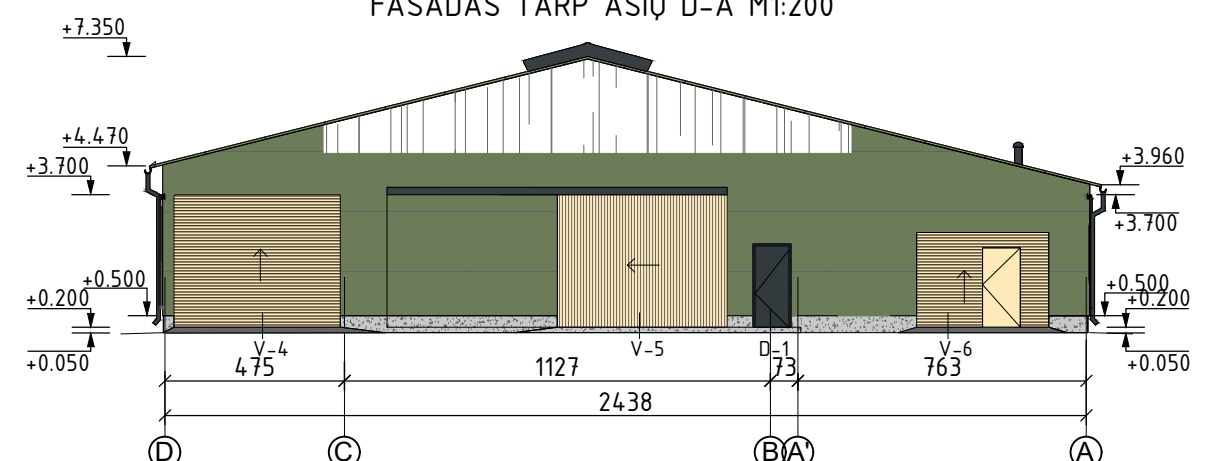 FASADAS TARP AŠIŲ D-A M1:200
+7.350
+4.470
+3.700
+3.960
+3.700
+0.500
+0.200
+0.050
+0.500
+0.200
+0.050
V-4
V-5
D-1
V-6
475
1127
73
763
2438
D
C
B
A'
A